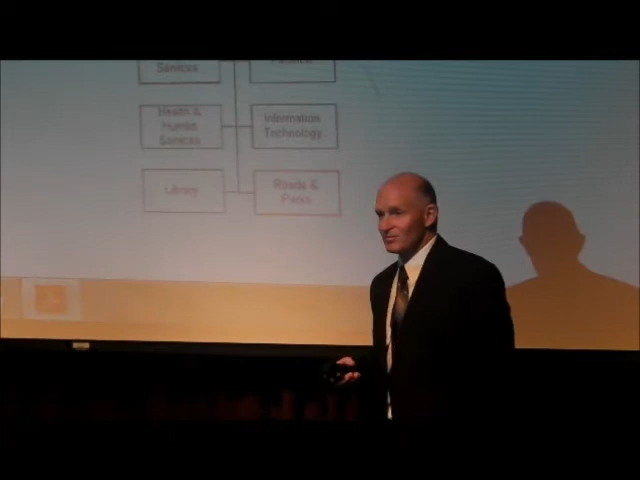 Services
Health &
Human
Services
Information
Technology
Library
Roads &
Parks